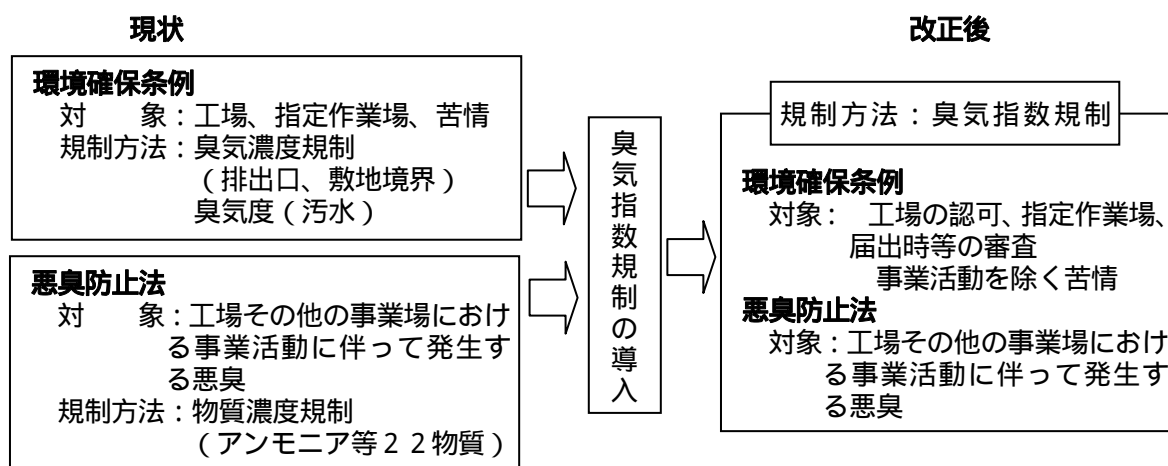 現状
環境確保条例
対　　象：工場、指定作業場、苦情
規制方法：臭気濃度規制
（排出口、敷地境界）
臭気度（汚水）
悪臭防止法
対　　象：工場その他の事業場におけ
る事業活動に伴って発生す
る悪臭
規制方法：物質濃度規制
（アンモニア等２２物質）
臭気指数規制の導入
改正後
規制方法：臭気指数規制
環境確保条例
対象：　工場の認可、指定作業場、
届出時等の審査
事業活動を除く苦情
悪臭防止法
対象：工場その他の事業場におけ
る事業活動に伴って発生す
る悪臭